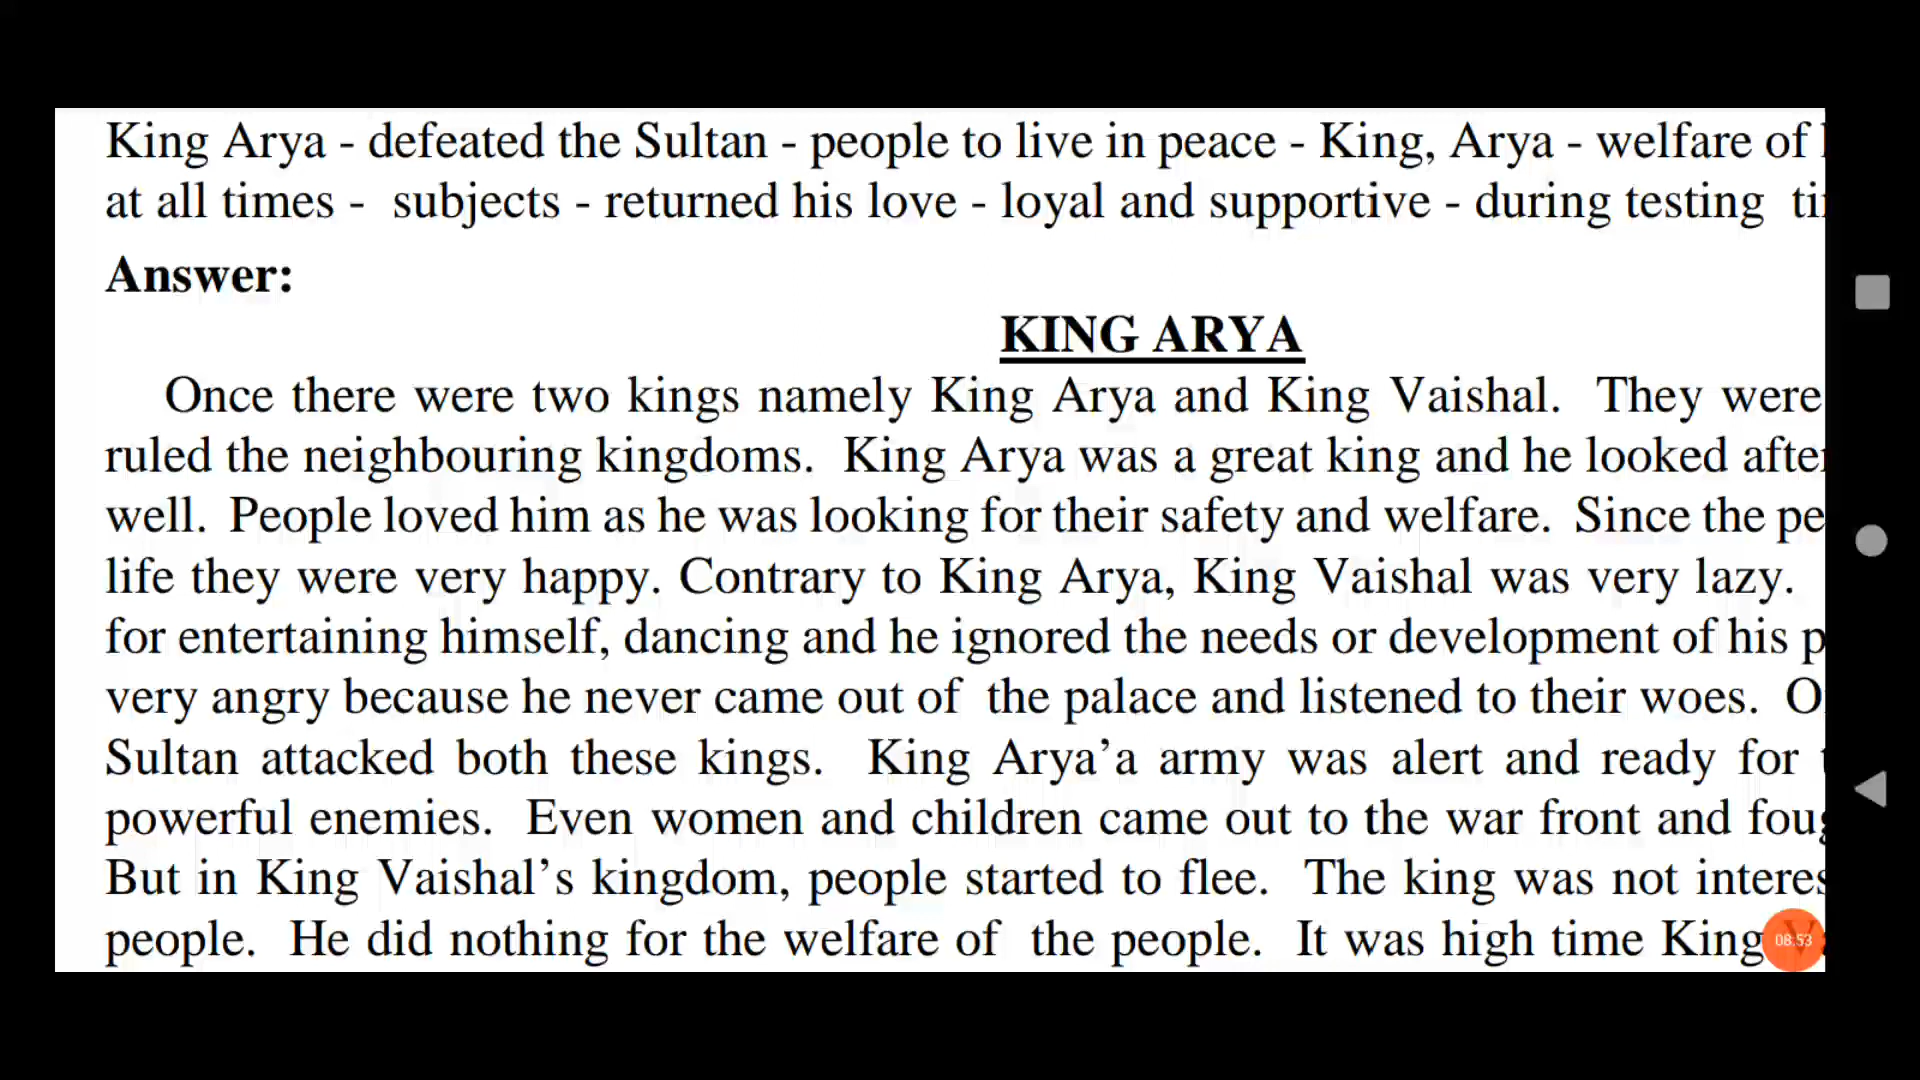 King Arya - defeated the Sultan - people to live in peace - King, Arya - welfare of
at all times - subjects - returned his love - loyal and supportive - during testing
Answer:
KING ARYA
Once there were two kings namely King Arya and King Vaishal. They were
ruled the neighbouring kingdoms. King Arya was a great king and he looked
well. People loved him as he was looking for their safety and welfare. Since the
life they were very happy. Contrary to King Arya, King Vaishal was very lazy.
for entertaining himself, dancing and he ignored the needs or development of his
very angry because he never came out of the palace and listened to their woes.
Sultan attacked both these kings. King Arya’a army was alert and ready for
powerful enemies. Even women and children came out to the war front and
But in King Vaishal’s kingdom, people started to flee. The king was not
people. He did nothing for the welfare of the people. It was high time King
08:53